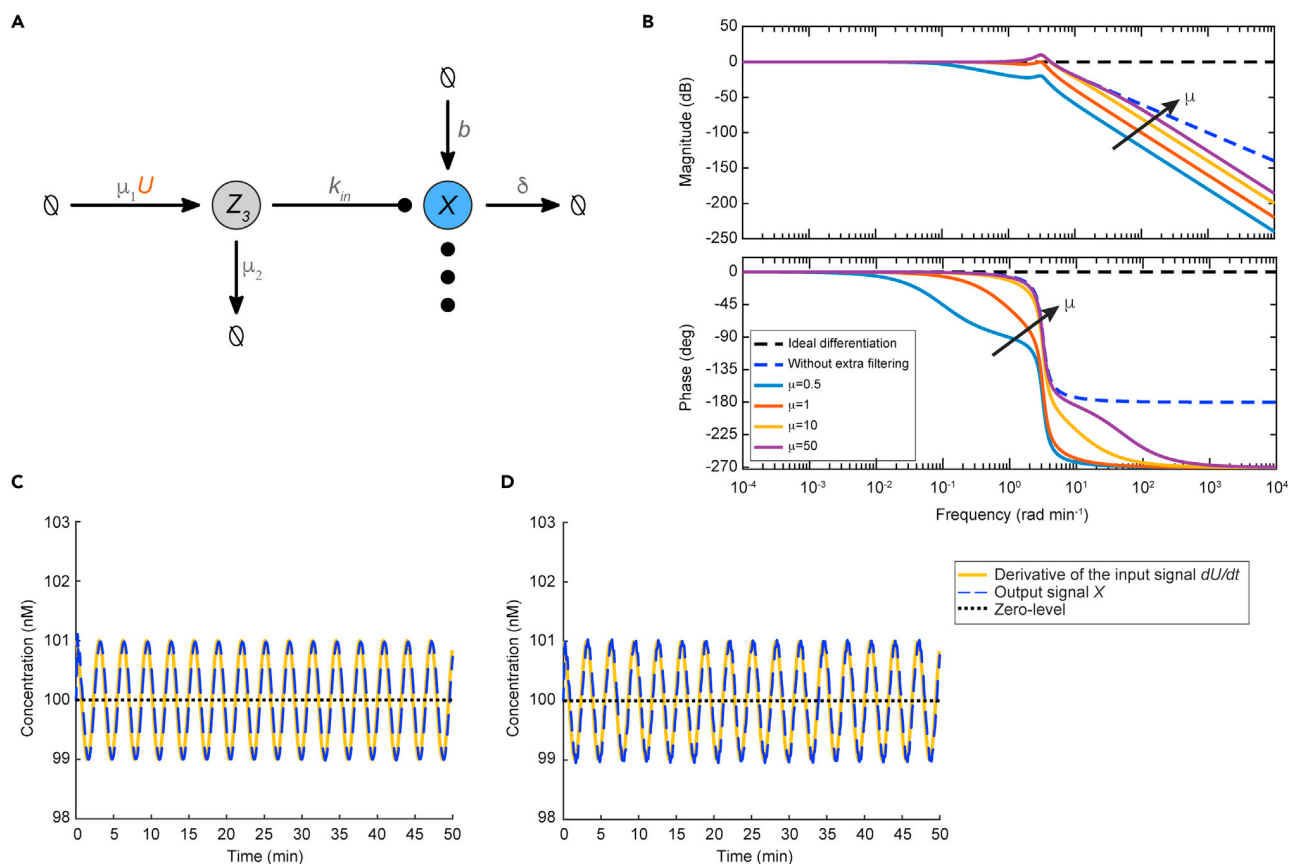 A
∅
b
μ₁U
k_in
δ
∅
Z₃
X
∅
μ₂
∅
B
50
0
-50
-100
-150
-200
-250
Magnitude (dB)
μ
0
-45
-90
-135
-180
-225
-270
Phase (deg)
μ
Ideal differentiation
Without extra filtering
μ=0.5
μ=1
μ=10
μ=50
10⁻⁴ 10⁻³ 10⁻² 10⁻¹ 10⁰ 10¹ 10² 10³ 10⁴
Frequency (rad min⁻¹)
C
103
102
101
100
99
98
Concentration (nM)
0 5 10 15 20 25 30 35 40 45 50
Time (min)
D
103
102
101
100
99
98
Concentration (nM)
0 5 10 15 20 25 30 35 40 45 50
Time (min)
Derivative of the input signal dU/dt
Output signal X
Zero-level